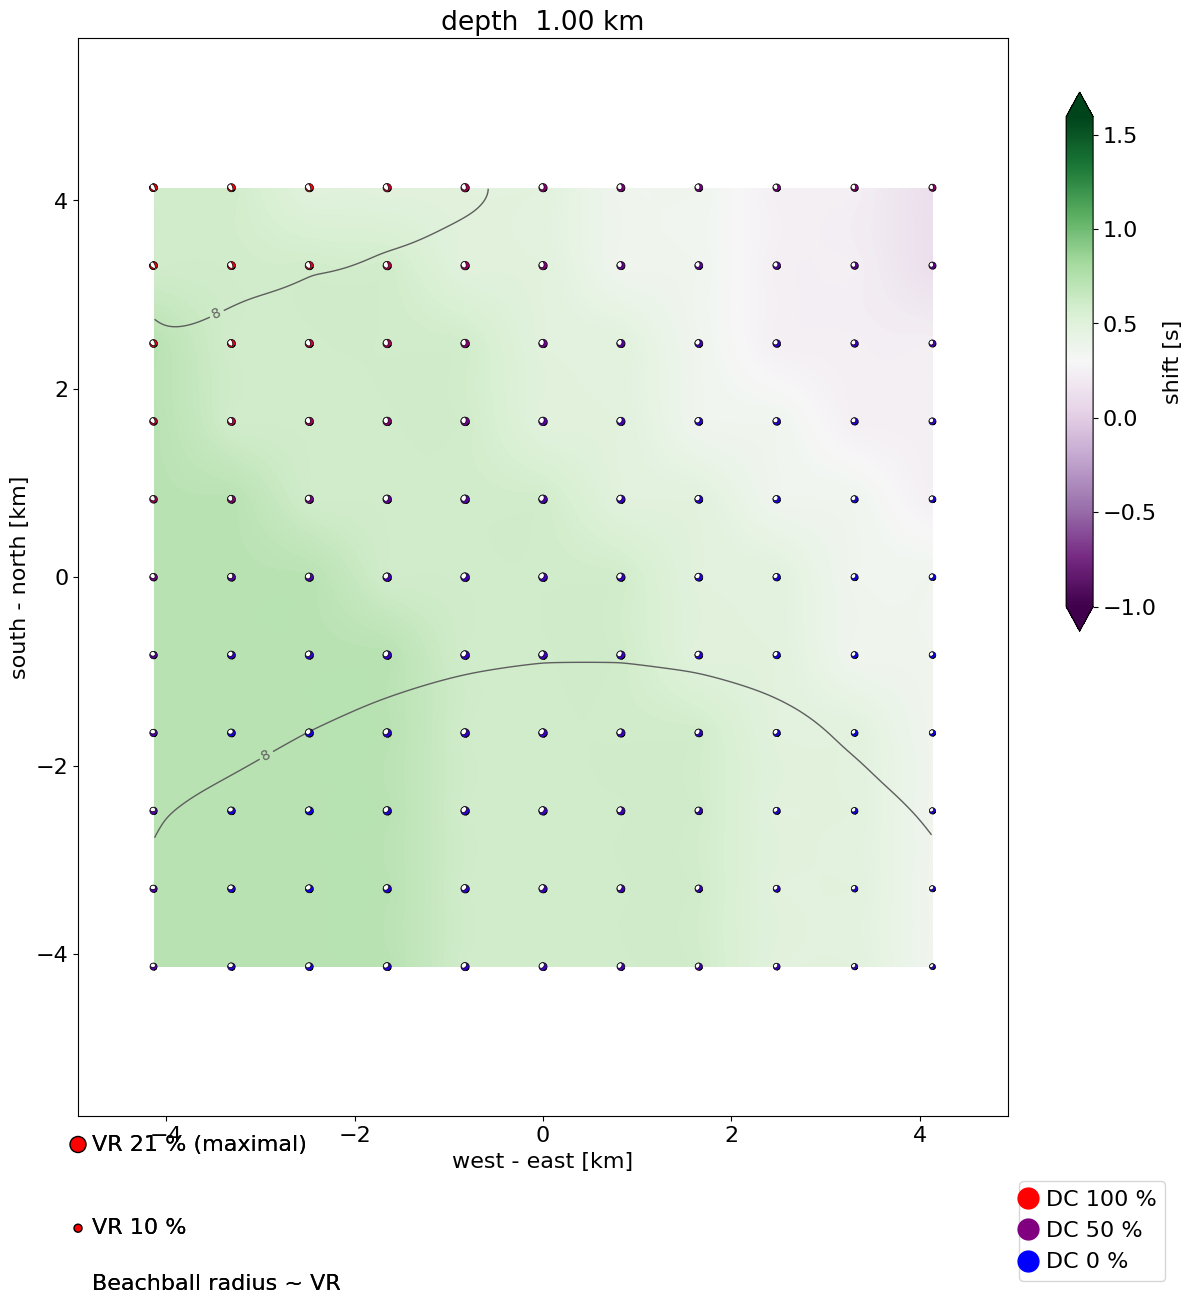 depth  1.00 km
4
2
0
−2
−4
south - north [km]
8
8
1.5
1.0
0.5
0.0
−0.5
−1.0
shift [s]
−4
−2
0
2
4
west - east [km]
VR 21 % (maximal)
VR 10 %
Beachball radius ~ VR
DC 100 %
DC 50 %
DC 0 %